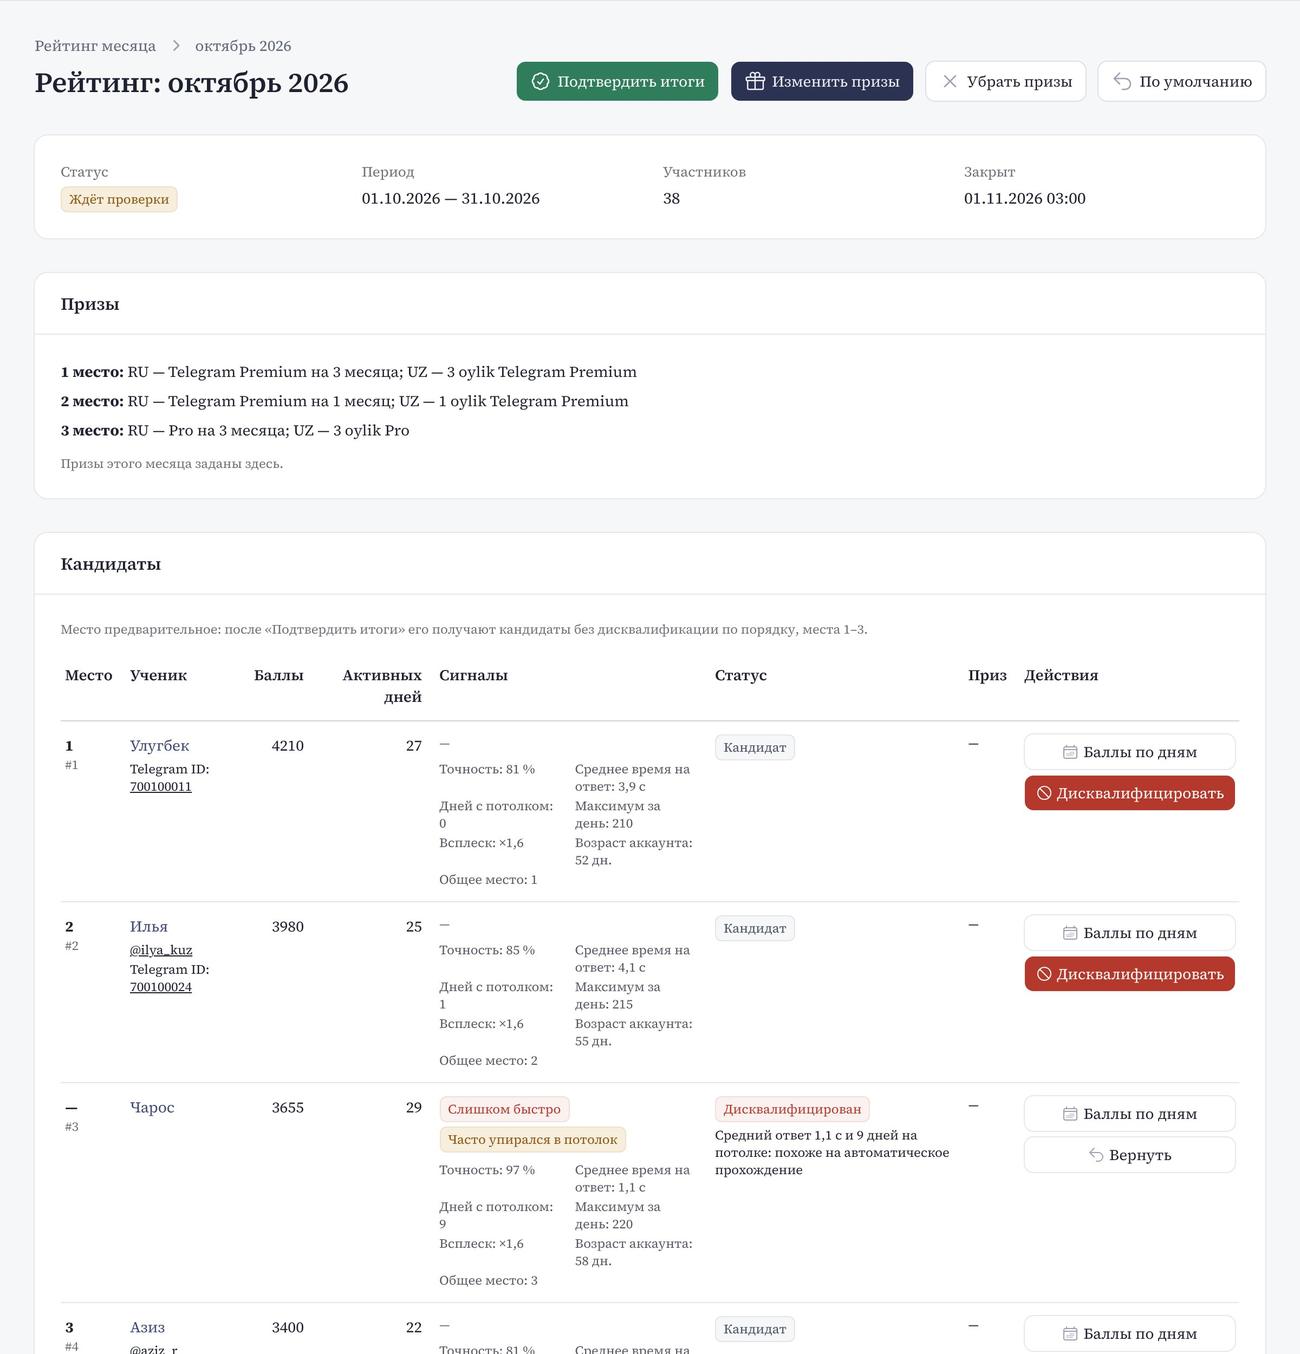 Рейтинг месяца > октябрь 2026
Рейтинг: октябрь 2026
Подтвердить итоги
Изменить призы
Убрать призы
По умолчанию
Статус
Ждёт проверки
Период
01.10.2026 — 31.10.2026
Участников
38
Закрыт
01.11.2026 03:00
Призы
1 место: RU — Telegram Premium на 3 месяца; UZ — 3 oylik Telegram Premium
2 место: RU — Telegram Premium на 1 месяц; UZ — 1 oylik Telegram Premium
3 место: RU — Pro на 3 месяца; UZ — 3 oylik Pro
Призы этого месяца заданы здесь.
Кандидаты
Место предварительное: после «Подтвердить итоги» его получают кандидаты без дисквалификации по порядку, места 1–3.
Место
Ученик
Баллы
Активных
дней
Сигналы
Статус
Приз
Действия
1
#1
Улугбек
Telegram ID:
700100011
4210
27
—
Точность: 81 %
Среднее время на
ответ: 3,9 с
Дней с потолком:
0
Максимум за
день: 210
Всплеск: ×1,6
Возраст аккаунта:
52 дн.
Общее место: 1
Кандидат
—
Баллы по дням
Дисквалифицировать
2
#2
Илья
@ilya_kuz
Telegram ID:
700100024
3980
25
—
Точность: 85 %
Среднее время на
ответ: 4,1 с
Дней с потолком:
1
Максимум за
день: 215
Всплеск: ×1,6
Возраст аккаунта:
55 дн.
Общее место: 2
Кандидат
—
Баллы по дням
Дисквалифицировать
—
#3
Чарос
3655
29
Слишком быстро
Часто упирался в потолок
Точность: 97 %
Среднее время на
ответ: 1,1 с
Дней с потолком:
9
Максимум за
день: 220
Всплеск: ×1,6
Возраст аккаунта:
58 дн.
Общее место: 3
Дисквалифицирован
Средний ответ 1,1 с и 9 дней на
потолке: похоже на автоматическое
прохождение
—
Баллы по дням
Вернуть
3
#4
Азиз
@aziz_r
3400
22
—
Точность: 81 %
Среднее время на
Кандидат
—
Баллы по дням